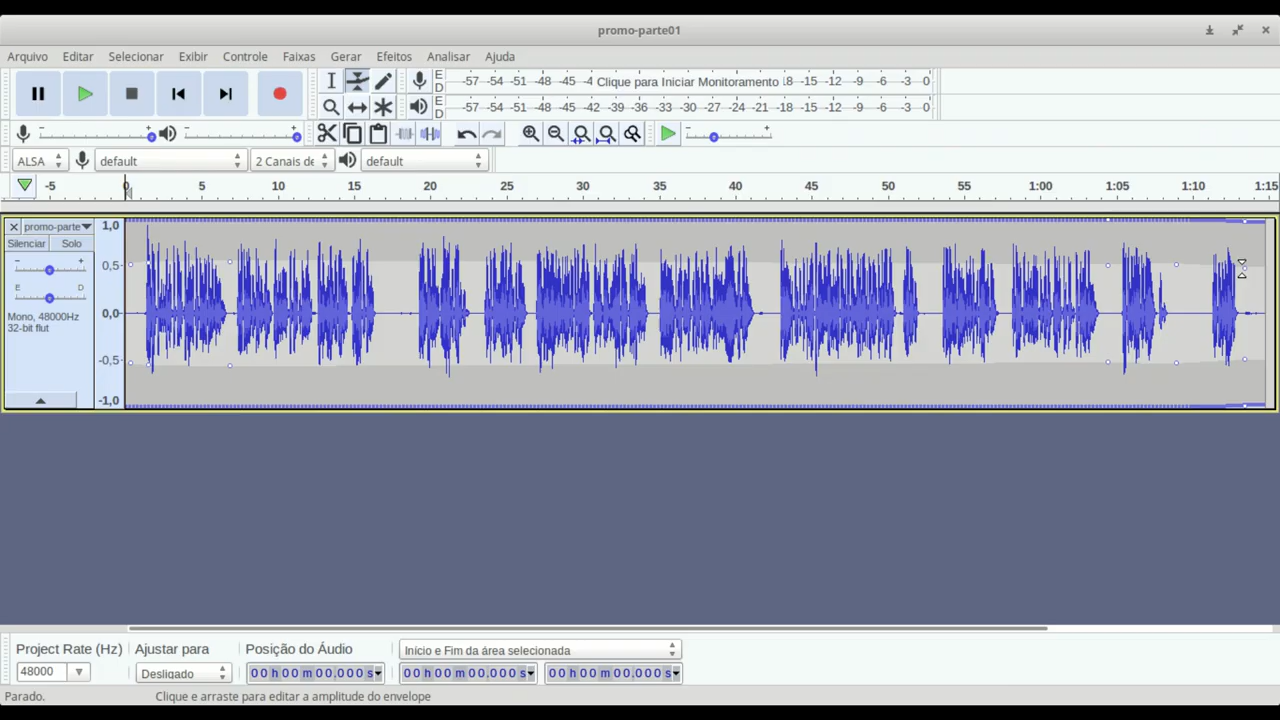 promo-parte01
Arquivo Editar Selecionar Exibir Controle Faixas Gerar Efeitos Analisar Ajuda
E D -57 -54 -51 -48 -45 -4 Clique para Iniciar Monitoramento 8 -15 -12 -9 -6 -3 0
E D -57 -54 -51 -48 -45 -42 -39 -36 -33 -30 -27 -24 -21 -18 -15 -12 -9 -6 -3 0
- + - + - +
ALSA default 2 Canais de default
-5 0 5 10 15 20 25 30 35 40 45 50 55 1:00 1:05 1:10 1:15
promo-parte
Silenciar Solo
- +
E D
Mono, 48000Hz
32-bit flut
1,0
0,5
0,0
-0,5
-1,0
Project Rate (Hz) Ajustar para Posição do Áudio Início e Fim da área selecionada
48000 Desligado 00 h 00 m 00.000 s 00 h 00 m 00.000 s 00 h 00 m 00.000 s
Parado. Clique e arraste para editar a amplitude do envelope